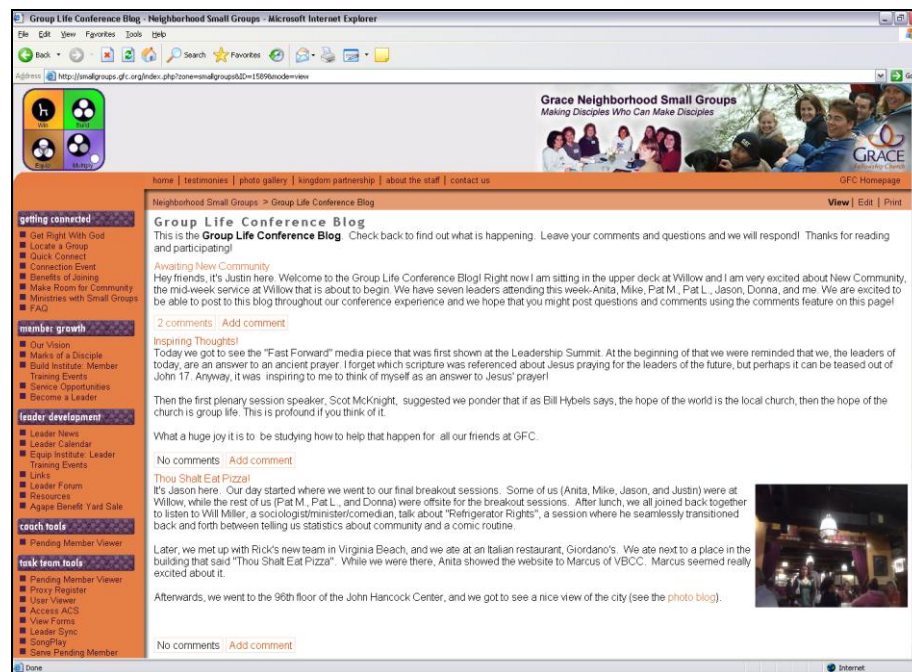 Group Life Conference Blog - Neighborhood Small Groups - Microsoft Internet Explorer
File Edit View Favorites Tools Help
Back Search Favorites
Address http://smallgroups.gfc.org/index.php?zone=smallgroups&ID=1589&mode=view Go
Grace Neighborhood Small Groups
Making Disciples Who Can Make Disciples
Win Build
Equip Multiply
GRACE
Fellowship Church
home | testimonies | photo gallery | kingdom partnership | about the staff | contact us GFC Homepage
Neighborhood Small Groups > Group Life Conference Blog View | Edit | Print
getting connected
Get Right With God
Locate a Group
Quick Connect
Connection Event
Benefits of Joining
Make Room for Community
Ministries with Small Groups
FAQ
member growth
Our Vision
Marks of a Disciple
Build Institute: Member
Training Events
Service Opportunities
Become a Leader
leader development
Leader News
Leader Calendar
Equip Institute: Leader
Training Events
Links
Leader Forum
Resources
Agape Benefit Yard Sale
coach tools
Pending Member Viewer
task team tools
Pending Member Viewer
Proxy Register
User Viewer
Access ACS
View Forms
Leader Sync
SongPlay
Serve Pending Member
Group Life Conference Blog
This is the Group Life Conference Blog. Check back to find out what is happening. Leave your comments and questions and we will respond! Thanks for reading
and participating!
Awaiting New Community
Hey friends, it's Justin here. Welcome to the Group Life Conference Blog! Right now I am sitting in the upper deck at Willow and I am very excited about New Community,
the mid-week service at Willow that is about to begin. We have seven leaders attending this week-Anita, Mike, Pat M., Pat L., Jason, Donna, and me. We are excited to
be able to post to this blog throughout our conference experience and we hope that you might post questions and comments using the comments feature on this page!
2 comments Add comment
Inspiring Thoughts!
Today we got to see the "Fast Forward" media piece that was first shown at the Leadership Summit. At the beginning of that we were reminded that we, the leaders of
today, are an answer to an ancient prayer. I forget which scripture was referenced about Jesus praying for the leaders of the future, but perhaps it can be teased out of
John 17. Anyway, it was inspiring to me to think of myself as an answer to Jesus' prayer!
Then the first plenary session speaker, Scot McKnight, suggested we ponder that if as Bill Hybels says, the hope of the world is the local church, then the hope of the
church is group life. This is profound if you think of it.
What a huge joy it is to be studying how to help that happen for all our friends at GFC.
No comments Add comment
Thou Shalt Eat Pizza!
It's Jason here. Our day started where we went to our final breakout sessions. Some of us (Anita, Mike, Jason, and Justin) were at
Willow, while the rest of us (Pat M., Pat L., and Donna) were offsite for the breakout sessions. After lunch, we all joined back together
to listen to Will Miller, a sociologist/minister/comedian, talk about "Refrigerator Rights", a session where he seamlessly transitioned
back and forth between telling us statistics about community and a comic routine.
Later, we met up with Rick's new team in Virginia Beach, and we ate at an Italian restaurant, Giordano's. We ate next to a place in the
building that said "Thou Shalt Eat Pizza". While we were there, Anita showed the website to Marcus of VBCC. Marcus seemed really
excited about it.
Afterwards, we went to the 96th floor of the John Hancock Center, and we got to see a nice view of the city (see the photo blog).
No comments Add comment
Done Internet